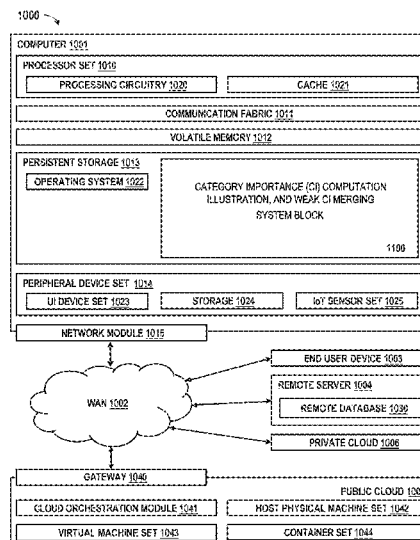 1000
COMPUTER 1001
PROCESSOR SET 1010
PROCESSING CIRCUITRY 1020
CACHE 1021
COMMUNICATION FABRIC 1011
VOLATILE MEMORY 1012
PERSISTENT STORAGE 1013
OPERATING SYSTEM 1022
CATEGORY IMPORTANCE (CI) COMPUTATION
ILLUSTRATION, AND WEAK CI MERGING
SYSTEM BLOCK
1100
PERIPHERAL DEVICE SET 1014
UI DEVICE SET 1023
STORAGE 1024
IoT SENSOR SET 1025
NETWORK MODULE 1015
WAN 1002
END USER DEVICE 1003
REMOTE SERVER 1004
REMOTE DATABASE 1030
PRIVATE CLOUD 1006
GATEWAY 1040
PUBLIC CLOUD 100
CLOUD ORCHESTRATION MODULE 1041
HOST PHYSICAL MACHINE SET 1042
VIRTUAL MACHINE SET 1043
CONTAINER SET 1044